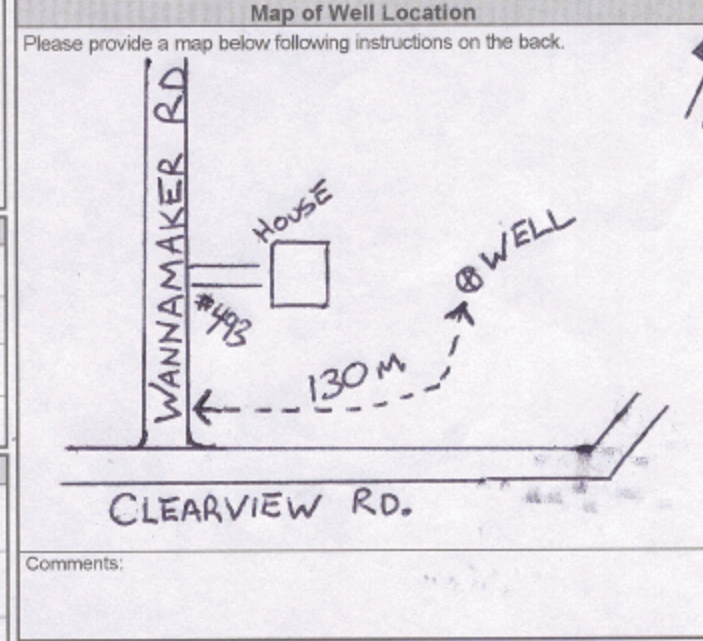 Map of Well Location
Please provide a map below following instructions on the back.
WANNAMAKER RD
HOUSE
WELL
#493
130 M
CLEARVIEW RD.
Comments: